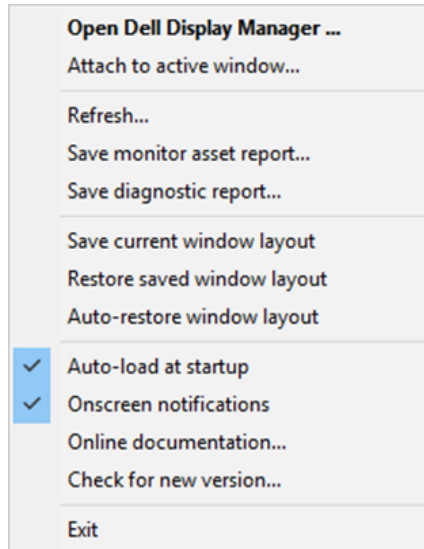 Open Dell Display Manager ...
Attach to active window...
Refresh...
Save monitor asset report...
Save diagnostic report...
Save current window layout
Restore saved window layout
Auto-restore window layout
Auto-load at startup
Onscreen notifications
Online documentation...
Check for new version...
Exit